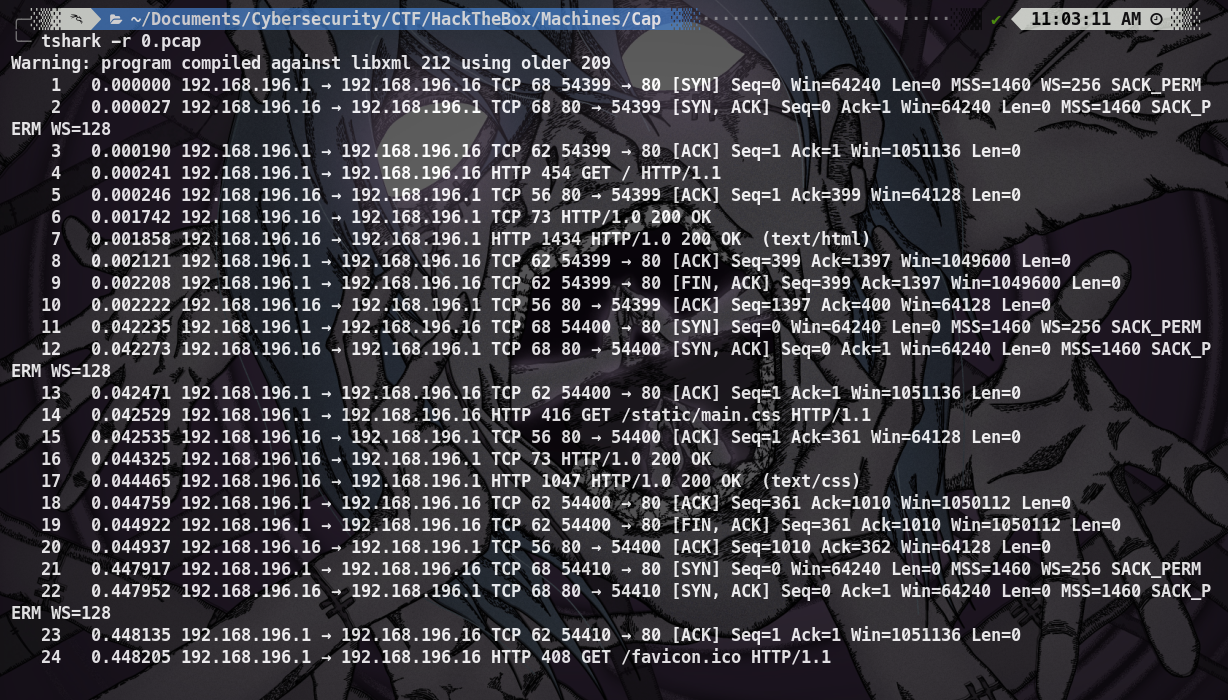 ~/Documents/Cybersecurity/CTF/HackTheBox/Machines/Cap ✔ 11:03:11 AM
tshark -r 0.pcap
Warning: program compiled against libxml 212 using older 209
1 0.000000 192.168.196.1 → 192.168.196.16 TCP 68 54399 → 80 [SYN] Seq=0 Win=64240 Len=0 MSS=1460 WS=256 SACK_PERM
2 0.000027 192.168.196.16 → 192.168.196.1 TCP 68 80 → 54399 [SYN, ACK] Seq=0 Ack=1 Win=64240 Len=0 MSS=1460 SACK_P
ERM WS=128
3 0.000190 192.168.196.1 → 192.168.196.16 TCP 62 54399 → 80 [ACK] Seq=1 Ack=1 Win=1051136 Len=0
4 0.000241 192.168.196.1 → 192.168.196.16 HTTP 454 GET / HTTP/1.1
5 0.000246 192.168.196.16 → 192.168.196.1 TCP 56 80 → 54399 [ACK] Seq=1 Ack=399 Win=64128 Len=0
6 0.001742 192.168.196.16 → 192.168.196.1 TCP 73 HTTP/1.0 200 OK
7 0.001858 192.168.196.16 → 192.168.196.1 HTTP 1434 HTTP/1.0 200 OK (text/html)
8 0.002121 192.168.196.1 → 192.168.196.16 TCP 62 54399 → 80 [ACK] Seq=399 Ack=1397 Win=1049600 Len=0
9 0.002208 192.168.196.1 → 192.168.196.16 TCP 62 54399 → 80 [FIN, ACK] Seq=399 Ack=1397 Win=1049600 Len=0
10 0.002222 192.168.196.16 → 192.168.196.1 TCP 56 80 → 54399 [ACK] Seq=1397 Ack=400 Win=64128 Len=0
11 0.042235 192.168.196.1 → 192.168.196.16 TCP 68 54400 → 80 [SYN] Seq=0 Win=64240 Len=0 MSS=1460 WS=256 SACK_PERM
12 0.042273 192.168.196.16 → 192.168.196.1 TCP 68 80 → 54400 [SYN, ACK] Seq=0 Ack=1 Win=64240 Len=0 MSS=1460 SACK_P
ERM WS=128
13 0.042471 192.168.196.1 → 192.168.196.16 TCP 62 54400 → 80 [ACK] Seq=1 Ack=1 Win=1051136 Len=0
14 0.042529 192.168.196.1 → 192.168.196.16 HTTP 416 GET /static/main.css HTTP/1.1
15 0.042535 192.168.196.16 → 192.168.196.1 TCP 56 80 → 54400 [ACK] Seq=1 Ack=361 Win=64128 Len=0
16 0.044325 192.168.196.16 → 192.168.196.1 TCP 73 HTTP/1.0 200 OK
17 0.044465 192.168.196.16 → 192.168.196.1 HTTP 1047 HTTP/1.0 200 OK (text/css)
18 0.044759 192.168.196.1 → 192.168.196.16 TCP 62 54400 → 80 [ACK] Seq=361 Ack=1010 Win=1050112 Len=0
19 0.044922 192.168.196.1 → 192.168.196.16 TCP 62 54400 → 80 [FIN, ACK] Seq=361 Ack=1010 Win=1050112 Len=0
20 0.044937 192.168.196.16 → 192.168.196.1 TCP 56 80 → 54400 [ACK] Seq=1010 Ack=362 Win=64128 Len=0
21 0.447917 192.168.196.1 → 192.168.196.16 TCP 68 54410 → 80 [SYN] Seq=0 Win=64240 Len=0 MSS=1460 WS=256 SACK_PERM
22 0.447952 192.168.196.16 → 192.168.196.1 TCP 68 80 → 54410 [SYN, ACK] Seq=0 Ack=1 Win=64240 Len=0 MSS=1460 SACK_P
ERM WS=128
23 0.448135 192.168.196.1 → 192.168.196.16 TCP 62 54410 → 80 [ACK] Seq=1 Ack=1 Win=1051136 Len=0
24 0.448205 192.168.196.1 → 192.168.196.16 HTTP 408 GET /favicon.ico HTTP/1.1